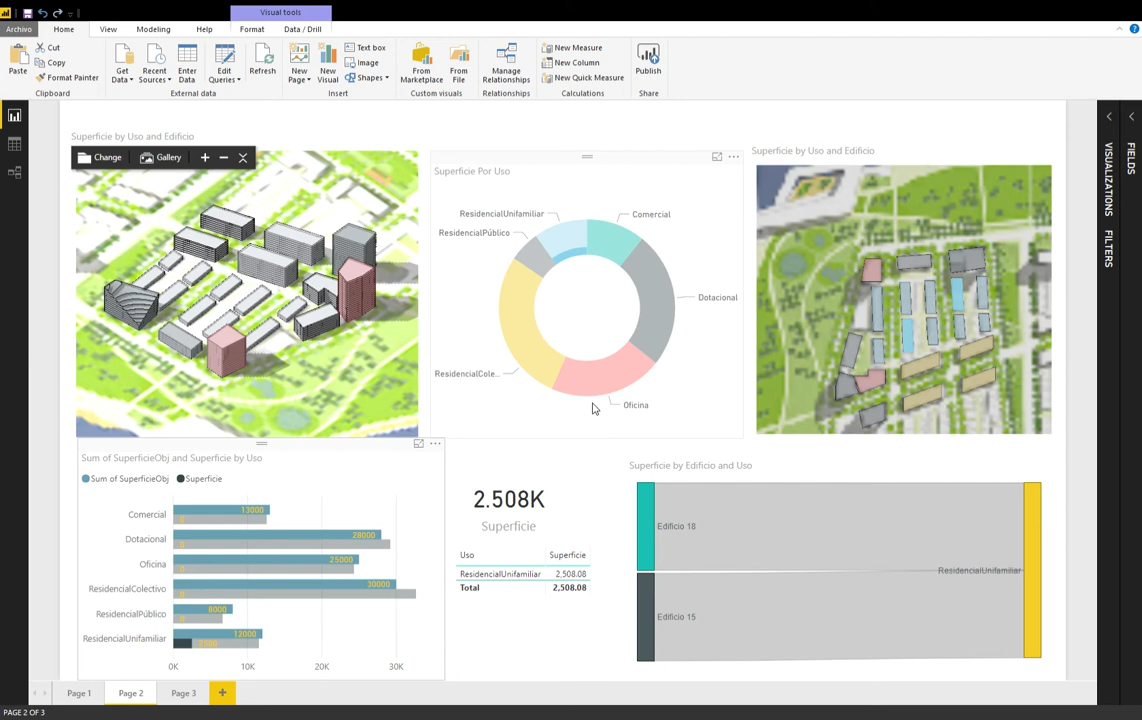 Visual tools
Archivo Home View Modeling Help Format Data / Drill
Paste
Cut
Copy
Format Painter
Clipboard
Get Data
Recent Sources
Enter Data
Edit Queries
Refresh
External data
New Page
New Visual
Text box
Image
Shapes
Insert
From Marketplace
From File
Custom visuals
Manage Relationships
Relationships
New Measure
New Column
New Quick Measure
Calculations
Publish
Share
Superficie by Uso and Edificio
Change Gallery
Superficie Por Uso
ResidencialUnifamiliar
Comercial
ResidencialPúblico
Dotacional
ResidencialCole...
Oficina
Superficie by Uso and Edificio
VISUALIZATIONS
FILTERS
FIELDS
Sum of SuperficieObj and Superficie by Uso
Sum of SuperficieObj Superficie
Comercial 13000
0
Dotacional 28000
0
Oficina 25000
0
ResidencialColectivo 30000
0
ResidencialPúblico 8000
0
ResidencialUnifamiliar 12000
2508
0K 10K 20K 30K
2.508K
Superficie
Uso Superficie
ResidencialUnifamiliar 2,508.08
Total 2,508.08
Superficie by Edificio and Uso
Edificio 18
ResidencialUnifamiliar
Edificio 15
Page 1 Page 2 Page 3 +
PAGE 2 OF 3